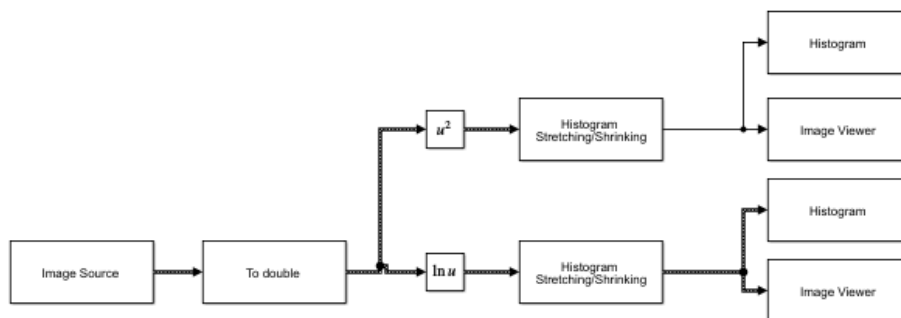 Histogram
u²
Histogram
Stretching/Shrinking
Image Viewer
Histogram
Image Source
To double
ln u
Histogram
Stretching/Shrinking
Image Viewer